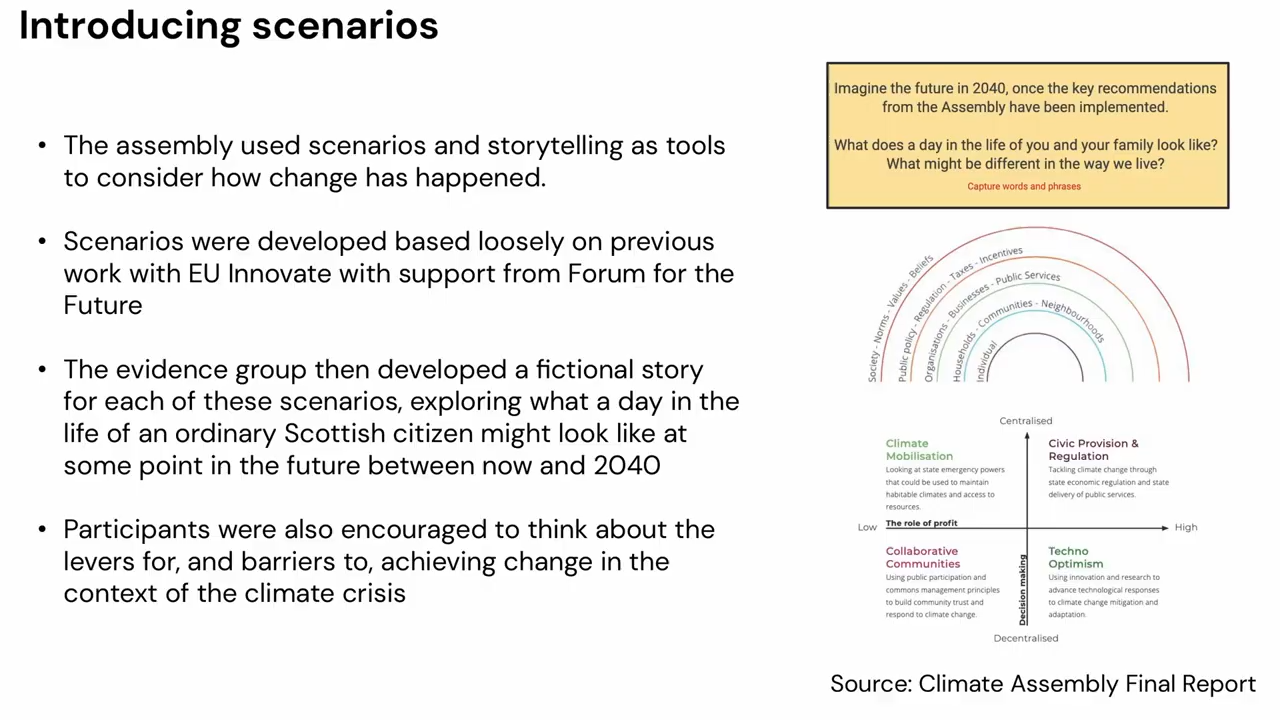 Introducing scenarios
• The assembly used scenarios and storytelling as tools
to consider how change has happened.
• Scenarios were developed based loosely on previous
work with EU Innovate with support from Forum for the
Future
• The evidence group then developed a fictional story
for each of these scenarios, exploring what a day in the
life of an ordinary Scottish citizen might look like at
some point in the future between now and 2040
• Participants were also encouraged to think about the
levers for, and barriers to, achieving change in the
context of the climate crisis
Imagine the future in 2040, once the key recommendations
from the Assembly have been implemented.
What does a day in the life of you and your family look like?
What might be different in the way we live?
Capture words and phrases
Society - Norms - Values - Beliefs
Public policy - Regulation - Taxes - Incentives
Organisations - Businesses - Public Services
Households - Communities - Neighbourhoods
Individual
Centralised
Climate
Mobilisation
Looking at state emergency powers
that could be used to maintain
habitable climates and access to
resources.
Civic Provision &
Regulation
Tackling climate change through
state economic regulation and state
delivery of public services.
Low
The role of profit
High
Collaborative
Communities
Using public participation and
commons management principles
to build community trust and
respond to climate change.
Decision making
Techno
Optimism
Using innovation and research to
advance technological responses
to climate change mitigation and
adaptation.
Decentralised
Source: Climate Assembly Final Report